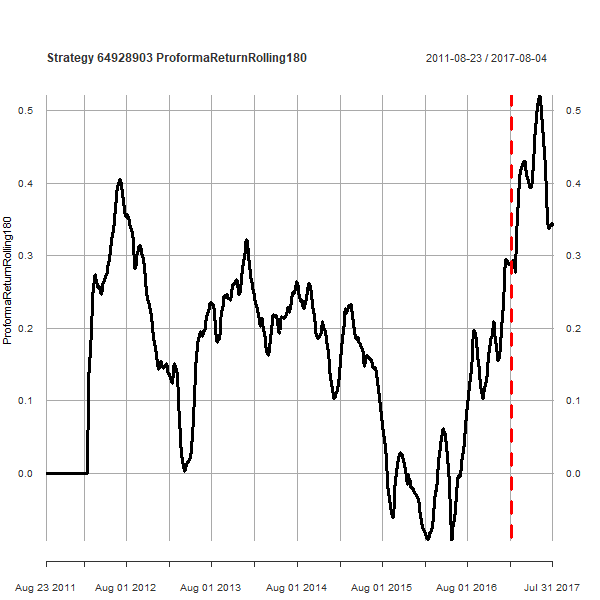 Strategy 64928903 ProformaReturnRolling180
2011-08-23 / 2017-08-04
0.5
0.5
0.4
0.4
0.3
0.3
ProformaReturnRolling180
0.2
0.2
0.1
0.1
0.0
0.0
Aug 23 2011
Aug 01 2012
Aug 01 2013
Aug 01 2014
Aug 01 2015
Aug 01 2016
Jul 31 2017